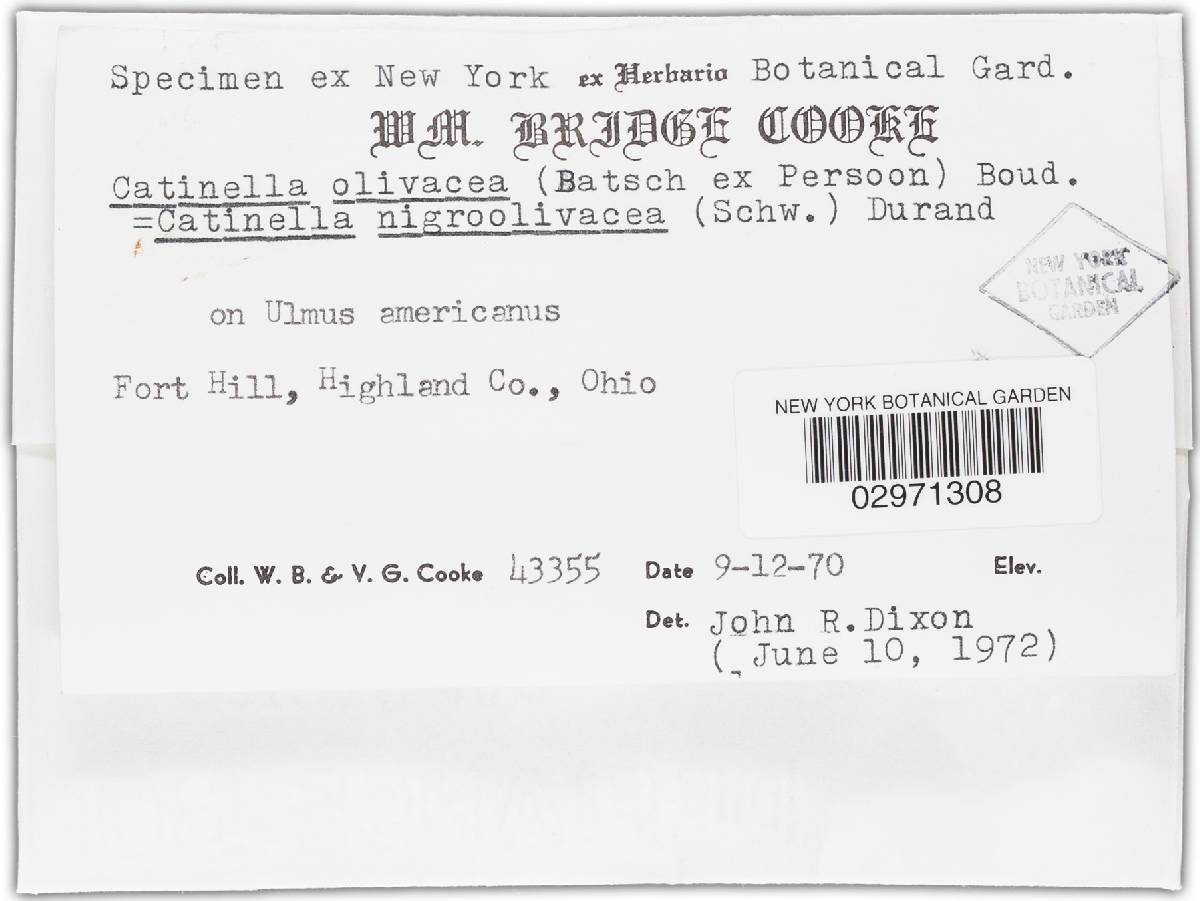 Specimen ex New York ex Herbario Botanical Gard.
WM. BRIDGE COOKE
Catinella olivacea (Batsch ex Persoon) Boud.
=Catinella nigroolivacea (Schw.) Durand
NEW YORK
BOTANICAL
GARDEN
on Ulmus americanus
Fort Hill, Highland Co., Ohio
NEW YORK BOTANICAL GARDEN
02971308
Coll. W. B. & V. G. Cooke 43355 Date 9-12-70 Elev.
Det. John R. Dixon
( June 10, 1972)